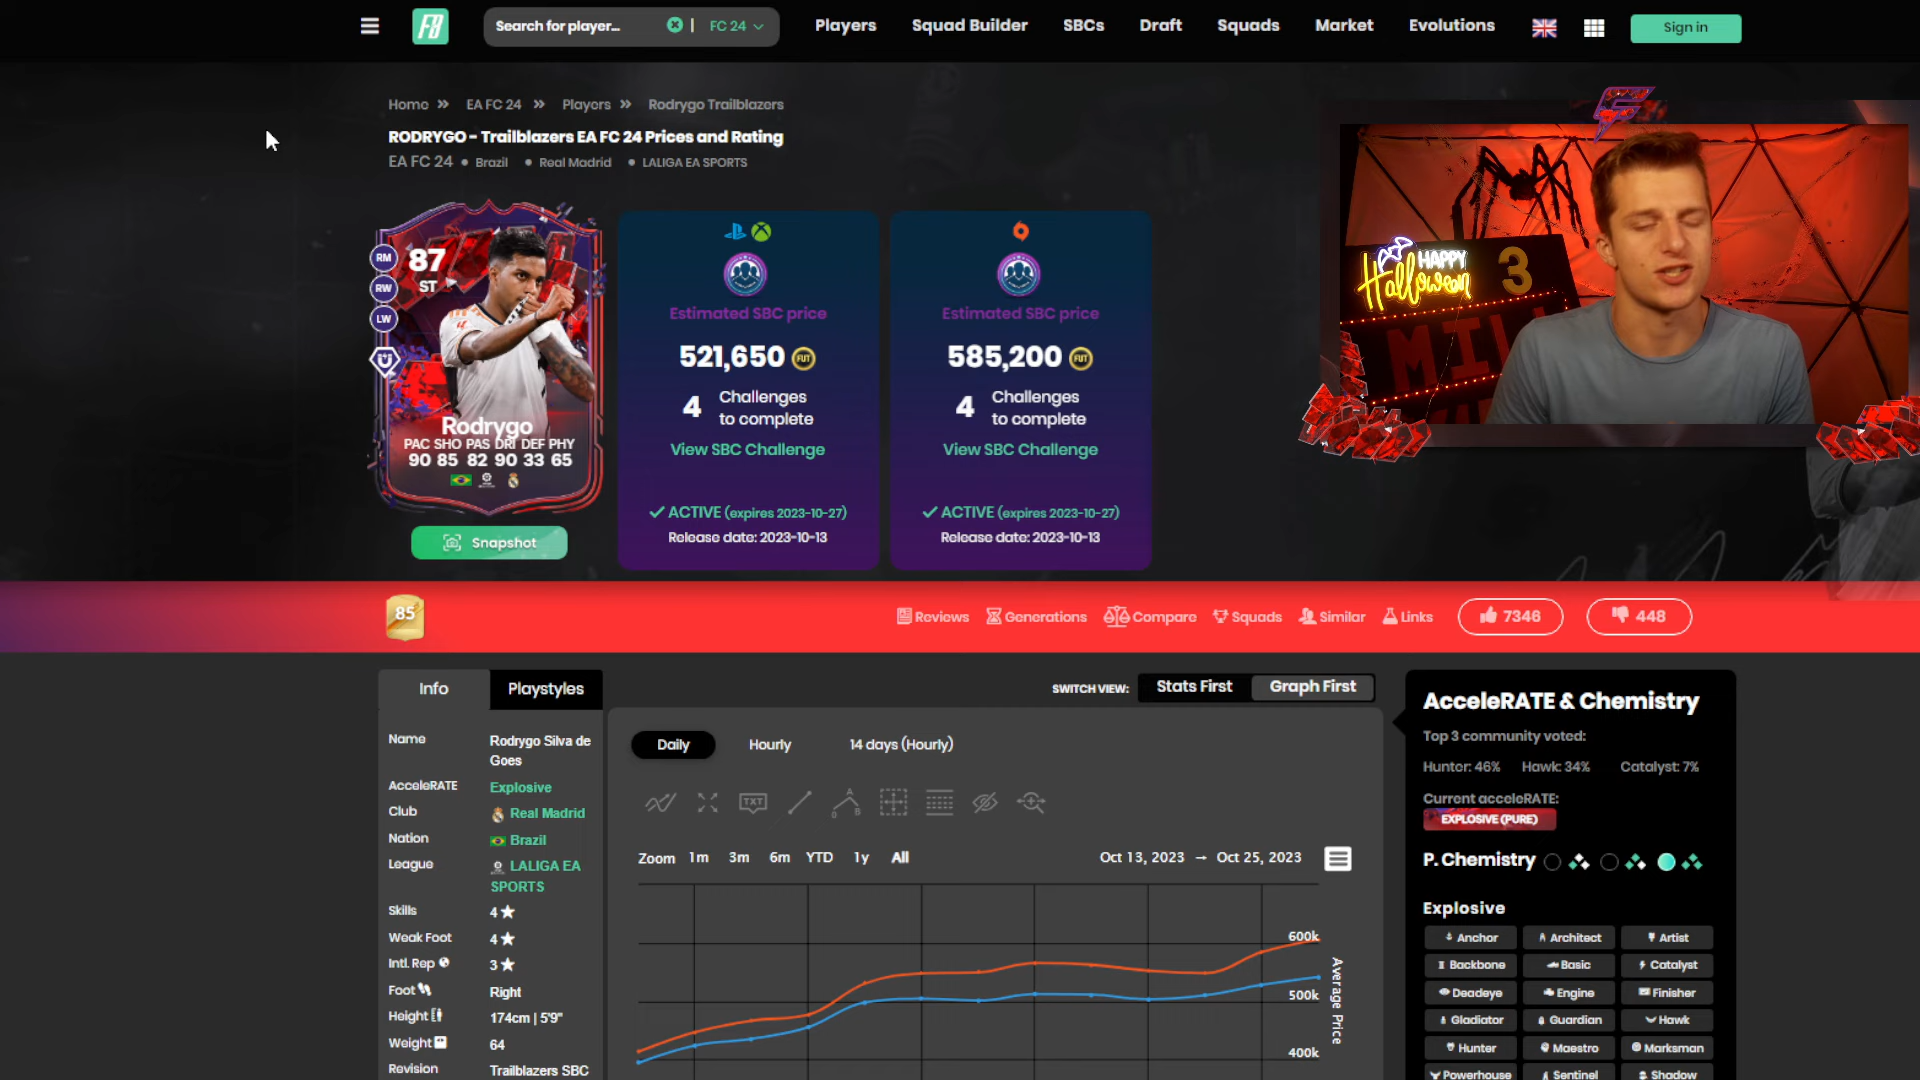 FB
Search for player...
FC 24
Players
Squad Builder
SBCs
Draft
Squads
Market
Evolutions
Sign in
Home » EA FC 24 » Players » Rodrygo Trailblazers
RODRYGO - Trailblazers EA FC 24 Prices and Rating
EA FC 24 • Brazil • Real Madrid • LALIGA EA SPORTS
RM
RW
LW
87
ST
Rodrygo
PAC SHO PAS DRI DEF PHY
90 85 82 90 33 65
Snapshot
Estimated SBC price
521,650 FUT
4 Challenges
to complete
View SBC Challenge
ACTIVE (expires 2023-10-27)
Release date: 2023-10-13
Estimated SBC price
585,200 FUT
4 Challenges
to complete
View SBC Challenge
ACTIVE (expires 2023-10-27)
Release date: 2023-10-13
HAPPY
Halloween
3
MILL
85
Reviews
Generations
Compare
Squads
Similar
Links
7346
448
Info
Playstyles
Name Rodrygo Silva de
Goes
AcceleRATE Explosive
Club Real Madrid
Nation Brazil
League LALIGA EA
SPORTS
Skills 4★
Weak Foot 4★
Intl. Rep 3★
Foot Right
Height 174cm | 5'9"
Weight 64
Revision Trailblazers SBC
SWITCH VIEW:
Stats First
Graph First
Daily
Hourly
14 days (Hourly)
TXT
Zoom 1m 3m 6m YTD 1y All
Oct 13, 2023 → Oct 25, 2023
600k
500k
400k
Average Price
AcceleRATE & Chemistry
Top 3 community voted:
Hunter: 46% Hawk: 34% Catalyst: 7%
Current acceleRATE:
EXPLOSIVE (PURE)
P. Chemistry
Explosive
Anchor Architect Artist
Backbone Basic Catalyst
Deadeye Engine Finisher
Gladiator Guardian Hawk
Hunter Maestro Marksman
Powerhouse Sentinel Shadow